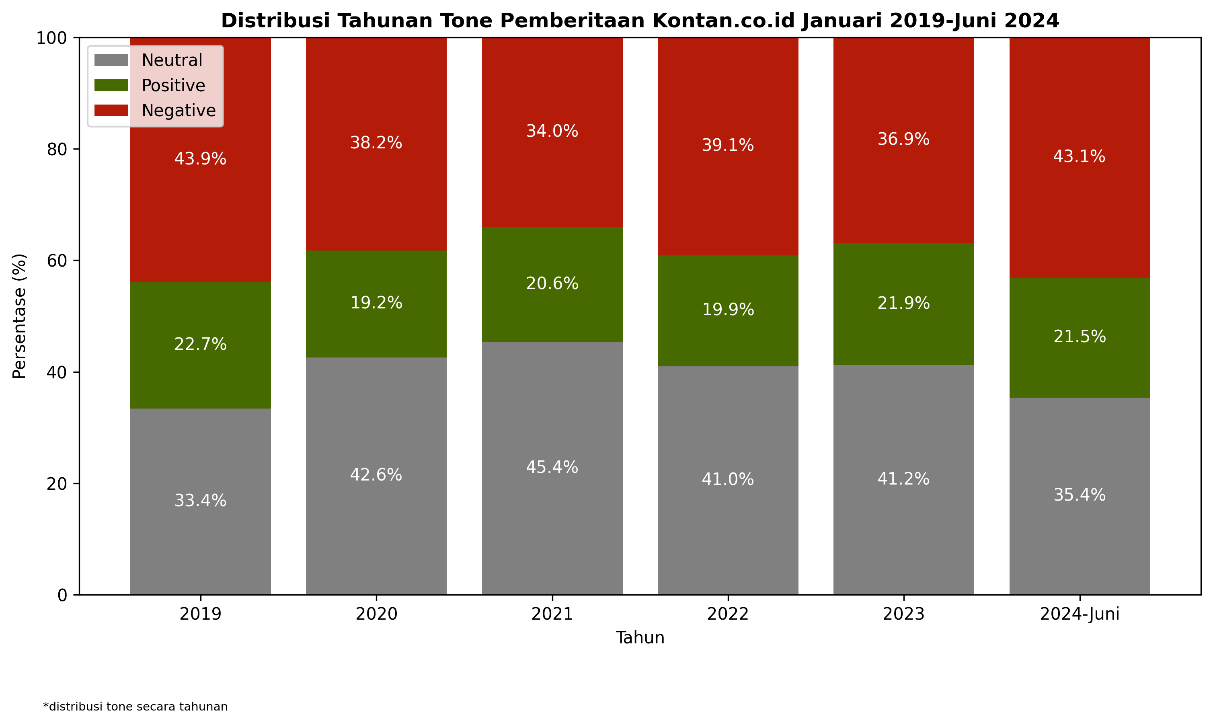 Distribusi Tahunan Tone Pemberitaan Kontan.co.id Januari 2019-Juni 2024
Persentase (%)
100
80
60
40
20
0
Neutral
Positive
Negative
43.9% 38.2% 34.0% 39.1% 36.9% 43.1%
22.7% 19.2% 20.6% 19.9% 21.9% 21.5%
33.4% 42.6% 45.4% 41.0% 41.2% 35.4%
2019 2020 2021 2022 2023 2024-Juni
Tahun
*distribusi tone secara tahunan